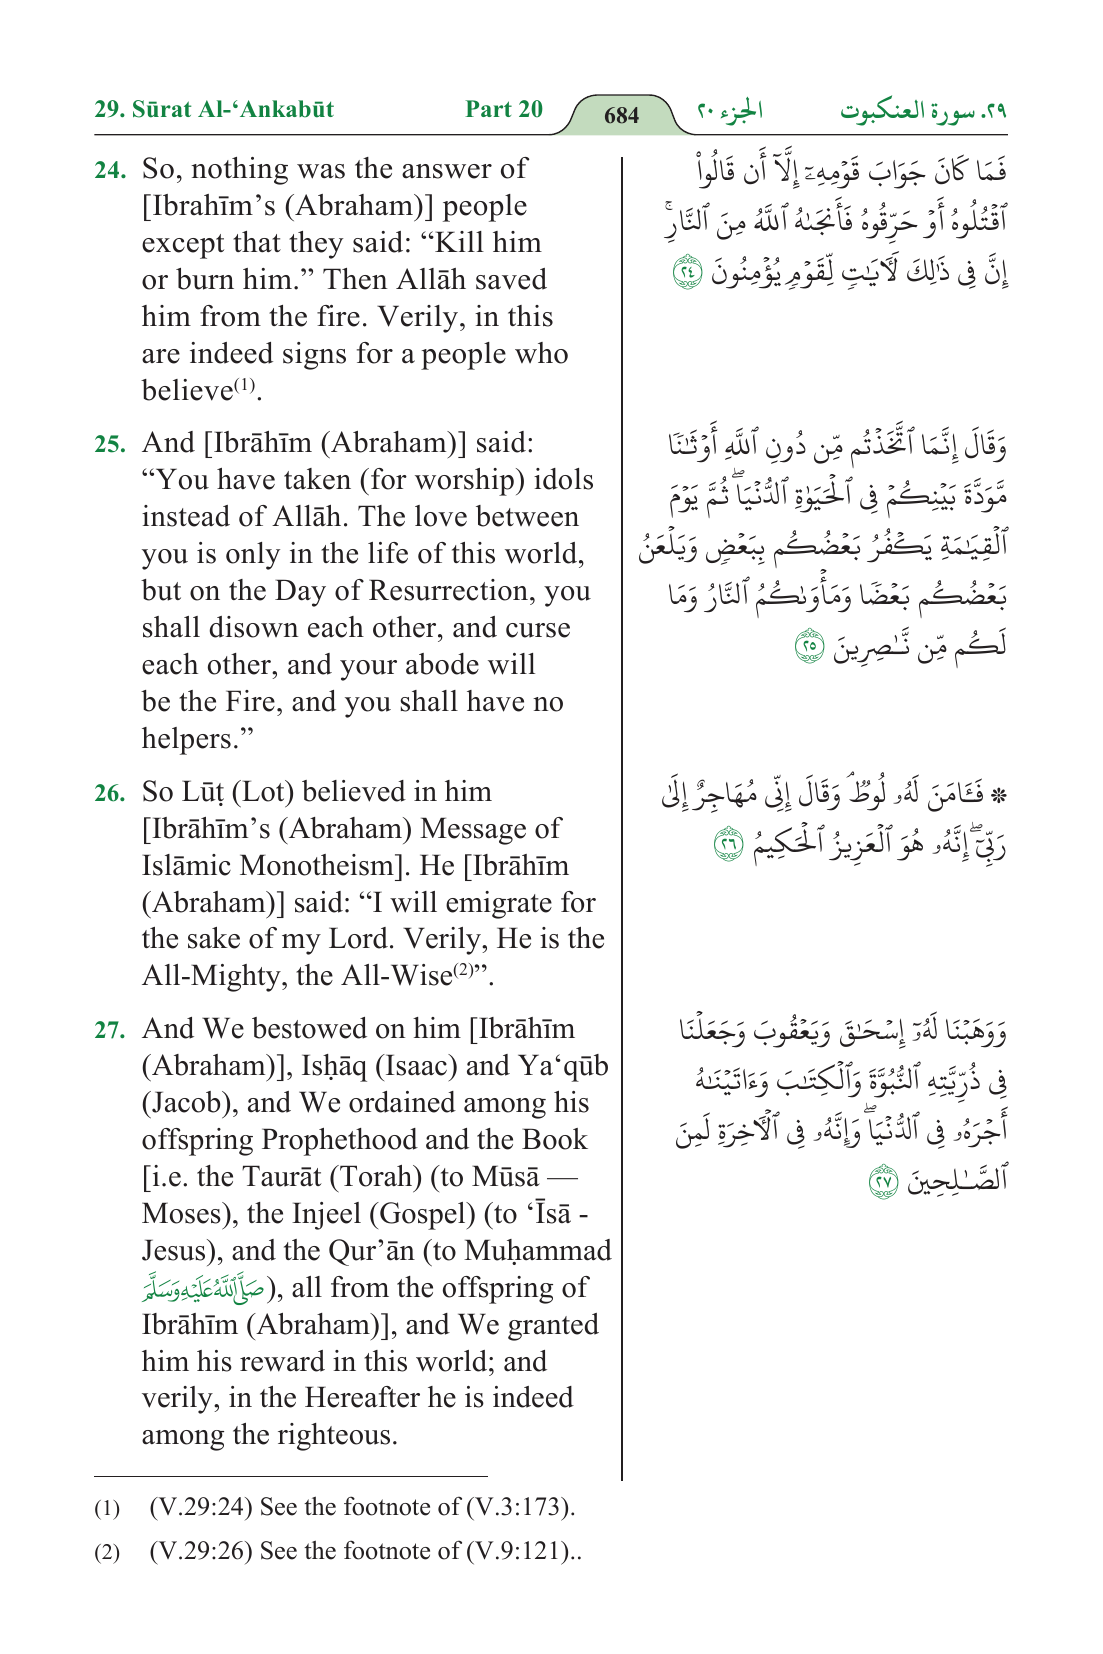 29. Sūrat Al-‘Ankabūt Part 20 684 الجزء ٢٠ ٢٩. سورة العنكبوت
24. So, nothing was the answer of
[Ibrahīm’s (Abraham)] people
except that they said: “Kill him
or burn him.” Then Allāh saved
him from the fire. Verily, in this
are indeed signs for a people who
believe(1).
25. And [Ibrāhīm (Abraham)] said:
“You have taken (for worship) idols
instead of Allāh. The love between
you is only in the life of this world,
but on the Day of Resurrection, you
shall disown each other, and curse
each other, and your abode will
be the Fire, and you shall have no
helpers.”
26. So Lūṭ (Lot) believed in him
[Ibrāhīm’s (Abraham) Message of
Islāmic Monotheism]. He [Ibrāhīm
(Abraham)] said: “I will emigrate for
the sake of my Lord. Verily, He is the
All-Mighty, the All-Wise(2)”.
27. And We bestowed on him [Ibrāhīm
(Abraham)], Isḥāq (Isaac) and Ya‘qūb
(Jacob), and We ordained among his
offspring Prophethood and the Book
[i.e. the Taurāt (Torah) (to Mūsā —
Moses), the Injeel (Gospel) (to ‘Īsā -
Jesus), and the Qur’ān (to Muḥammad
صَلَّى اللَّهُ عَلَيْهِ وَسَلَّمَ), all from the offspring of
Ibrāhīm (Abraham)], and We granted
him his reward in this world; and
verily, in the Hereafter he is indeed
among the righteous.
فَمَا كَانَ جَوَابَ قَوْمِهِۦٓ إِلَّآ أَن قَالُوا۟
ٱقْتُلُوهُ أَوْ حَرِّقُوهُ فَأَنجَىٰهُ ٱللَّهُ مِنَ ٱلنَّارِۚ
إِنَّ فِى ذَٰلِكَ لَـَٔايَـٰتٍ لِّقَوْمٍ يُؤْمِنُونَ ٢٤
وَقَالَ إِنَّمَا ٱتَّخَذْتُم مِّن دُونِ ٱللَّهِ أَوْثَـٰنًا
مَّوَدَّةَ بَيْنِكُمْ فِى ٱلْحَيَوٰةِ ٱلدُّنْيَاۖ ثُمَّ يَوْمَ
ٱلْقِيَـٰمَةِ يَكْفُرُ بَعْضُكُم بِبَعْضٍ وَيَلْعَنُ
بَعْضُكُم بَعْضًا وَمَأْوَىٰكُمُ ٱلنَّارُ وَمَا
لَكُم مِّن نَّـٰصِرِينَ ٢٥
۞ فَـَٔامَنَ لَهُۥ لُوطٌۘ وَقَالَ إِنِّى مُهَاجِرٌ إِلَىٰ
رَبِّىٓۖ إِنَّهُۥ هُوَ ٱلْعَزِيزُ ٱلْحَكِيمُ ٢٦
وَوَهَبْنَا لَهُۥٓ إِسْحَـٰقَ وَيَعْقُوبَ وَجَعَلْنَا
فِى ذُرِّيَّتِهِ ٱلنُّبُوَّةَ وَٱلْكِتَـٰبَ وَءَاتَيْنَـٰهُ
أَجْرَهُۥ فِى ٱلدُّنْيَاۖ وَإِنَّهُۥ فِى ٱلْـَٔاخِرَةِ لَمِنَ
ٱلصَّـٰلِحِينَ ٢٧
(1) (V.29:24) See the footnote of (V.3:173).
(2) (V.29:26) See the footnote of (V.9:121)..